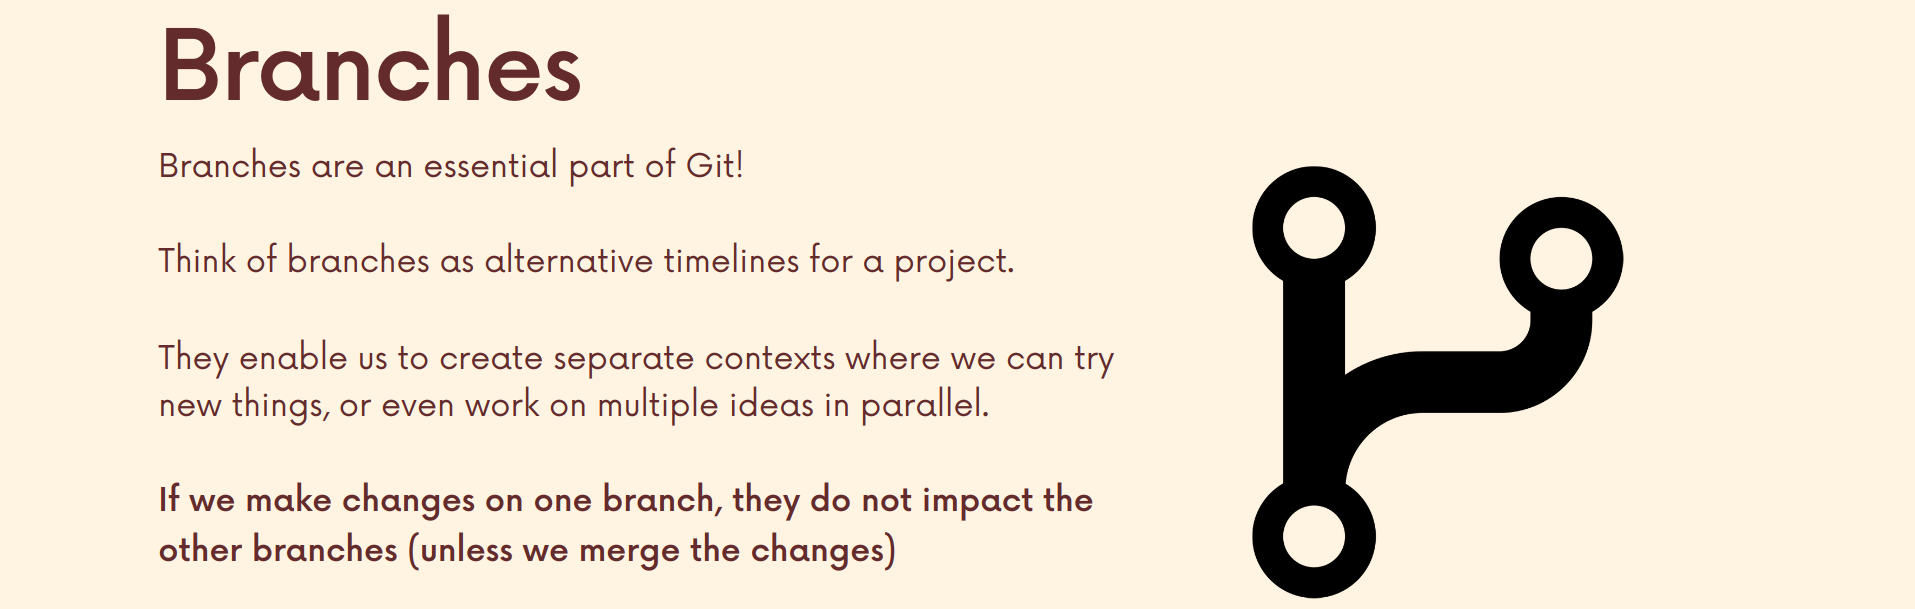 Branches
Branches are an essential part of Git!
Think of branches as alternative timelines for a project.
They enable us to create separate contexts where we can try
new things, or even work on multiple ideas in parallel.
If we make changes on one branch, they do not impact the
other branches (unless we merge the changes)